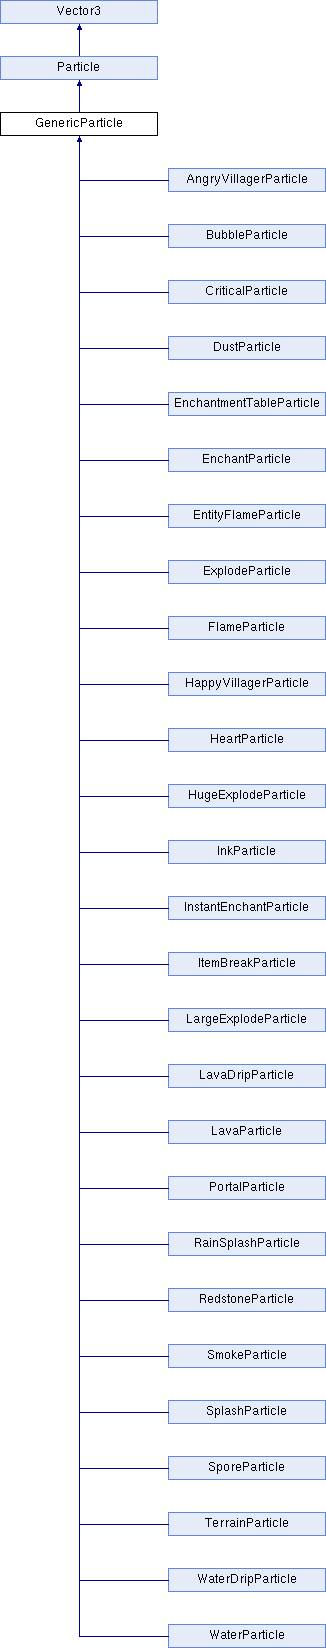 Vector3
Particle
GenericParticle
AngryVillagerParticle
BubbleParticle
CriticalParticle
DustParticle
EnchantmentTableParticle
EnchantParticle
EntityFlameParticle
ExplodeParticle
FlameParticle
HappyVillagerParticle
HeartParticle
HugeExplodeParticle
InkParticle
InstantEnchantParticle
ItemBreakParticle
LargeExplodeParticle
LavaDripParticle
LavaParticle
PortalParticle
RainSplashParticle
RedstoneParticle
SmokeParticle
SplashParticle
SporeParticle
TerrainParticle
WaterDripParticle
WaterParticle